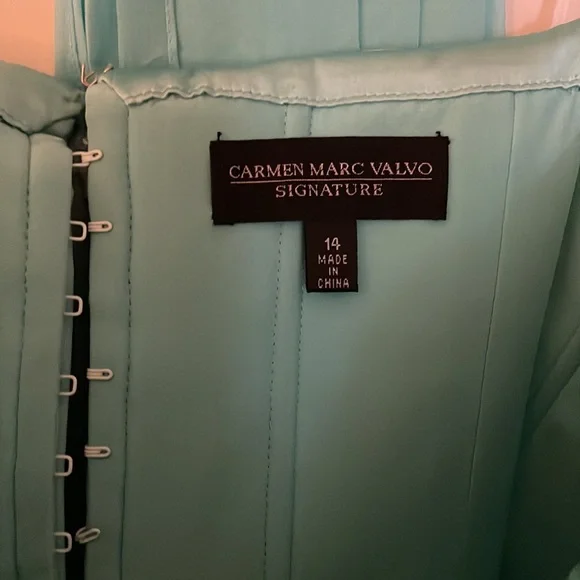 CARMEN MARC VALVO
SIGNATURE
14
MADE
IN
CHINA